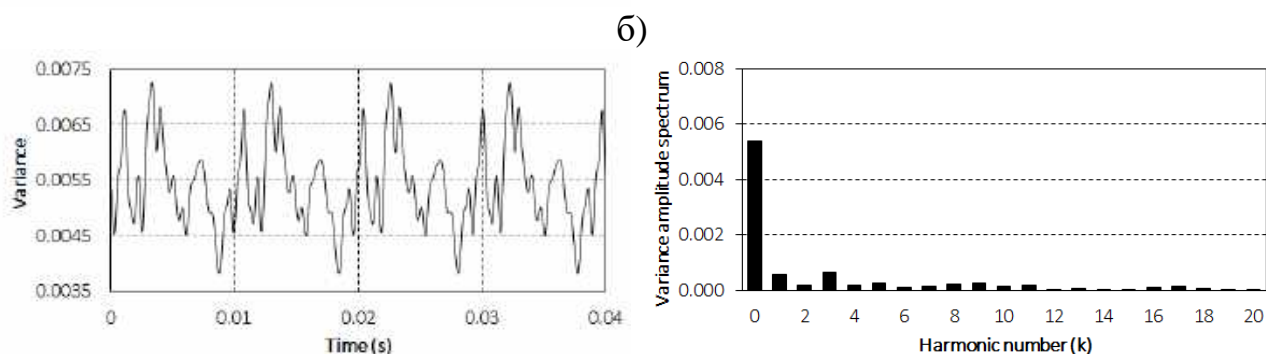 б)
0.0075
0.0065
0.0055
0.0045
0.0035
Variance
0 0.01 0.02 0.03 0.04
Time (s)
0.008
0.006
0.004
0.002
0.000
Variance amplitude spectrum
0 2 4 6 8 10 12 14 16 18 20
Harmonic number (k)